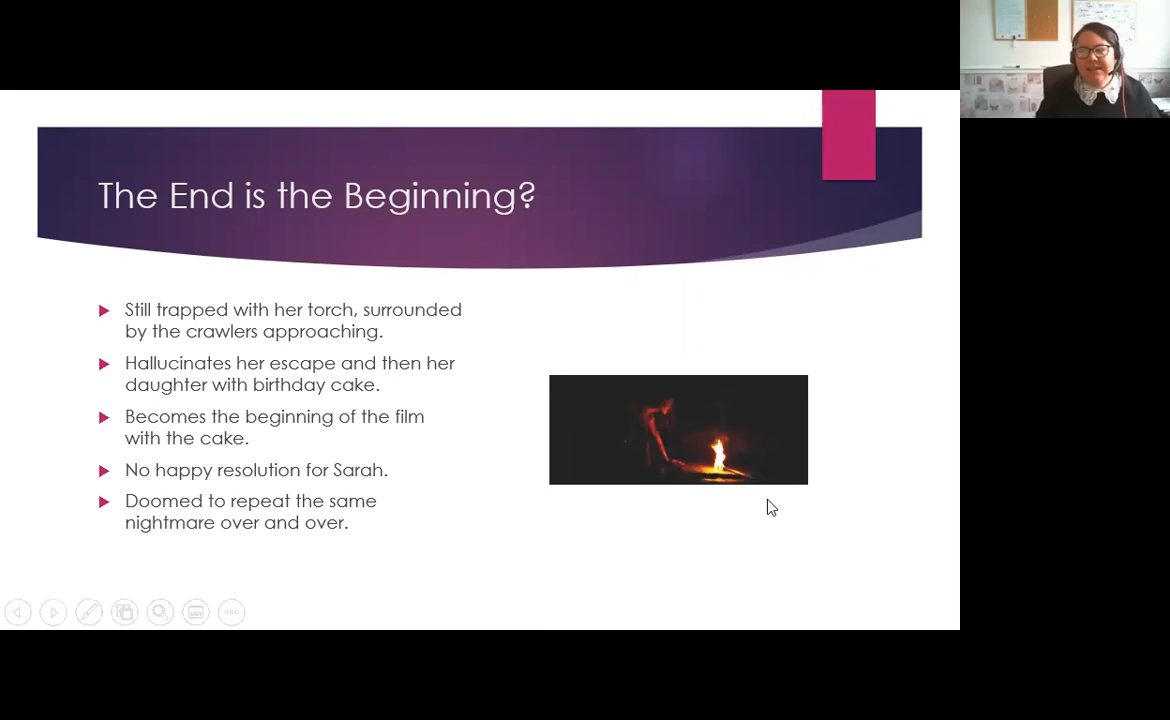 The End is the Beginning?
Still trapped with her torch, surrounded
by the crawlers approaching.
Hallucinates her escape and then her
daughter with birthday cake.
Becomes the beginning of the film
with the cake.
No happy resolution for Sarah.
Doomed to repeat the same
nightmare over and over.